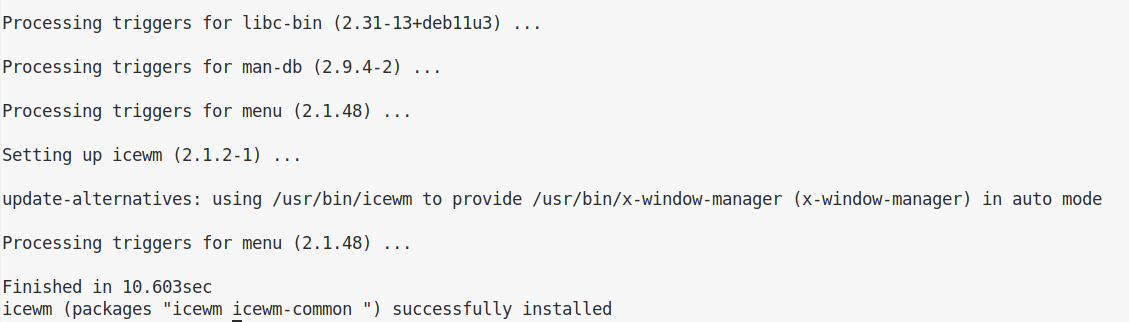 Processing triggers for libc-bin (2.31-13+deb11u3) ...
Processing triggers for man-db (2.9.4-2) ...
Processing triggers for menu (2.1.48) ...
Setting up icewm (2.1.2-1) ...
update-alternatives: using /usr/bin/icewm to provide /usr/bin/x-window-manager (x-window-manager) in auto mode
Processing triggers for menu (2.1.48) ...
Finished in 10.603sec
icewm (packages "icewm icewm-common ") successfully installed